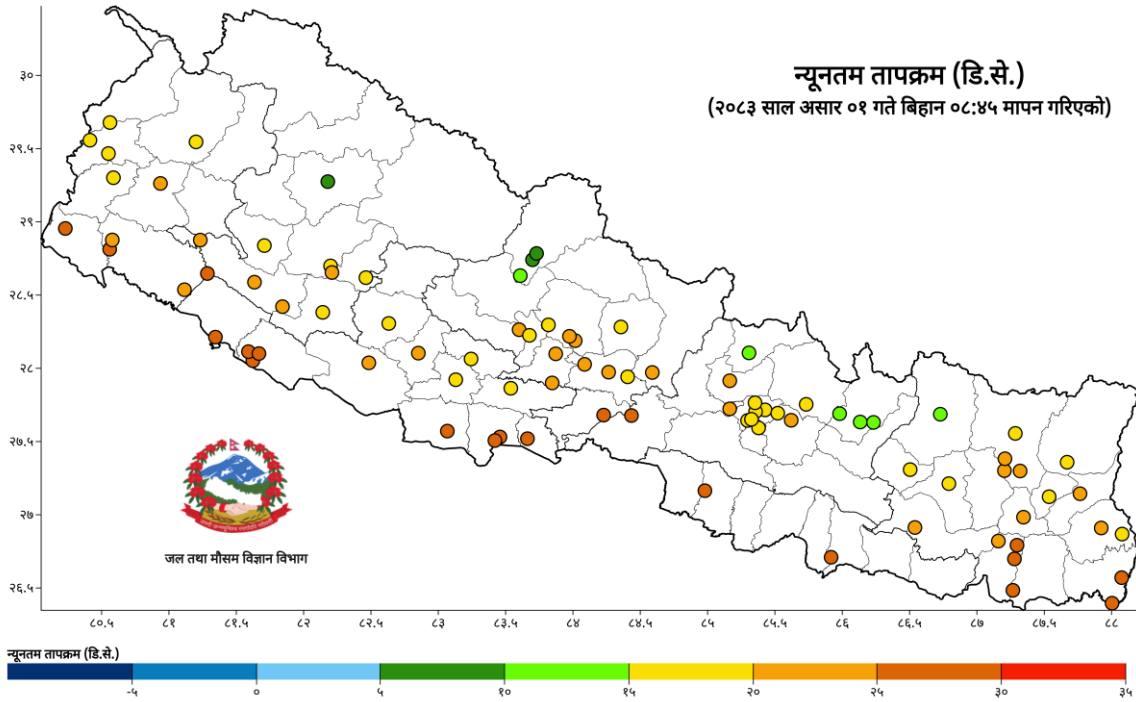 न्यूनतम तापक्रम (डि.से.)
(२०८३ साल असार ०१ गते बिहान ०८:४५ मापन गरिएको)
३०
२९.५
२९
२८.५
२८
२७.५
२७
२६.५
जल तथा मौसम विज्ञान विभाग
८०.५ ८१ ८१.५ ८२ ८२.५ ८३ ८३.५ ८४ ८४.५ ८५ ८५.५ ८६ ८६.५ ८७ ८७.५ ८८
न्यूनतम तापक्रम (डि.से.)
-५ ० ५ १० १५ २० २५ ३० ३५